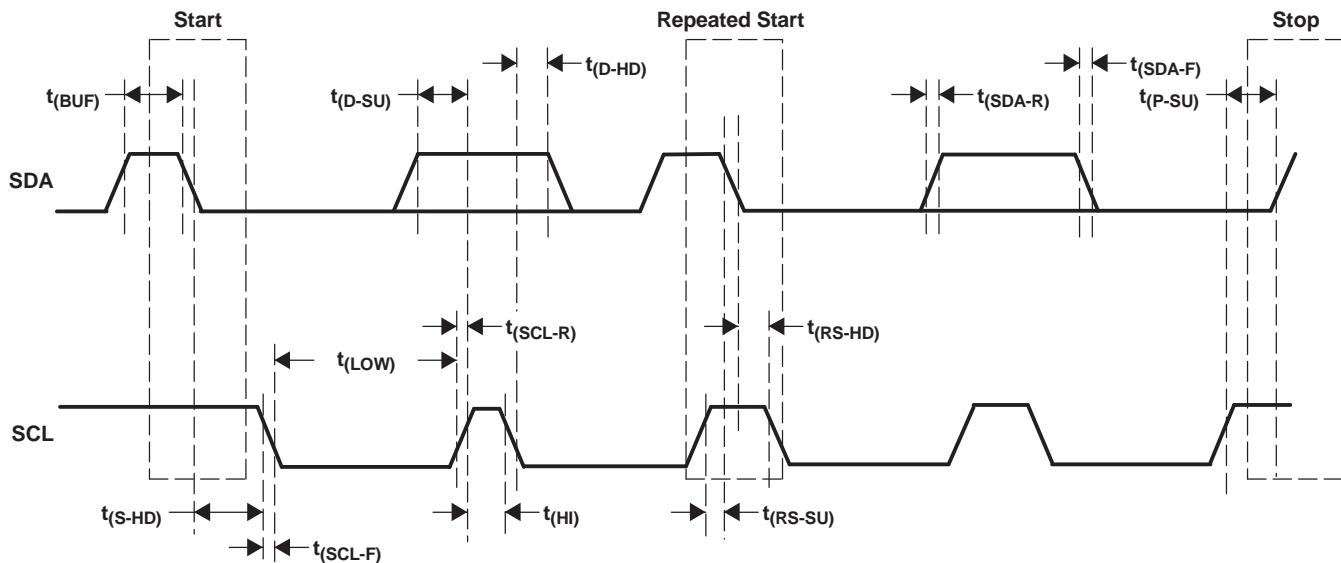 Start
Repeated Start
Stop
t(BUF)
t(D-SU)
t(D-HD)
t(SDA-R)
t(SDA-F)
t(P-SU)
SDA
t(SCL-R)
t(RS-HD)
t(LOW)
SCL
t(S-HD)
t(HI)
t(RS-SU)
t(SCL-F)